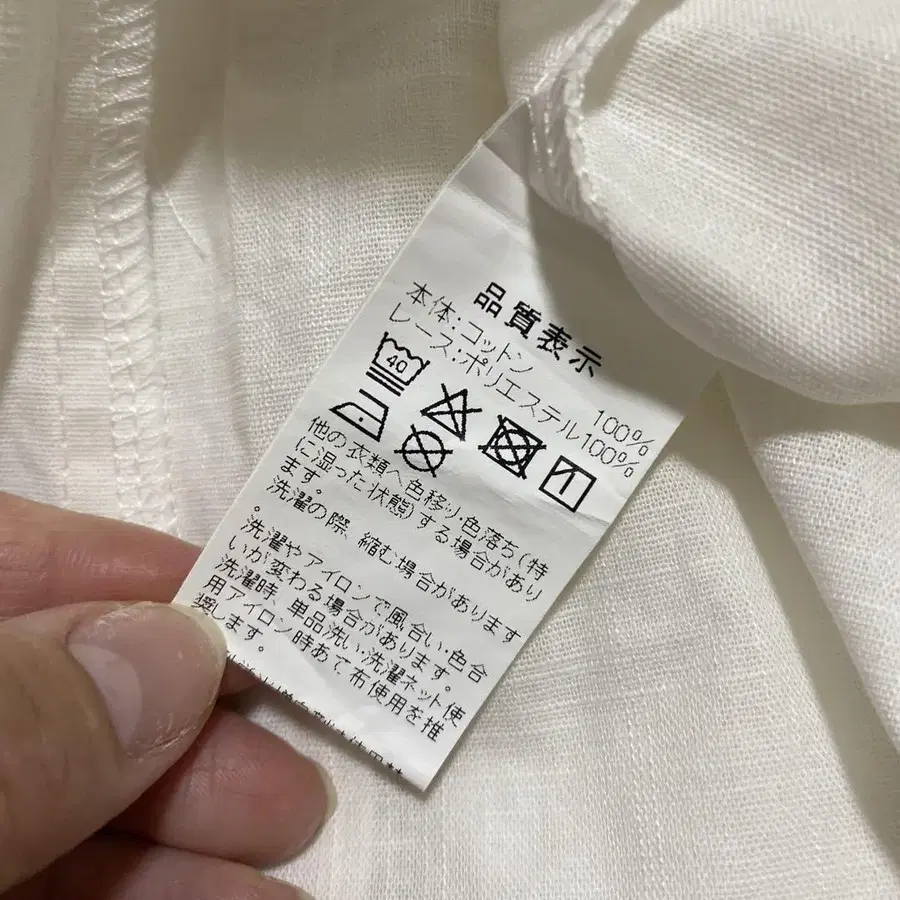 品質表示
本体:コットン 100%
レース:ポリエステル100%
40
他の衣類へ色移り・色落ち(特
に湿った状態)する場合があり
ます。
洗濯の際、縮む場合があります
。
洗濯やアイロンで風合い・色合
いが変わる場合があります。
洗濯時、単品洗い・洗濯ネット使
用アイロン時あて布使用を推
奨します。